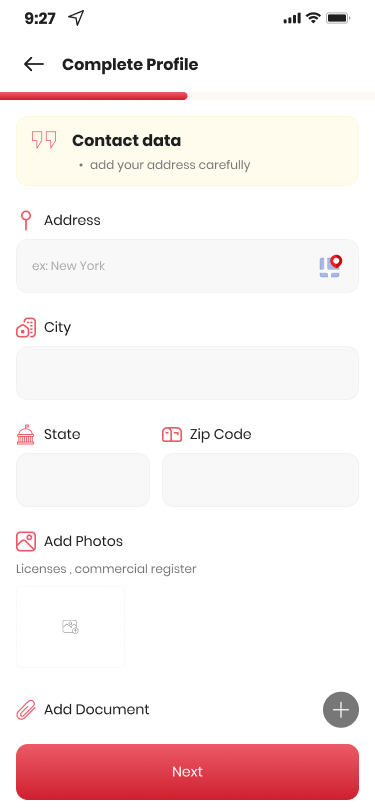 9:27
Complete Profile
Contact data
• add your address carefully
Address
ex: New York
City
State
Zip Code
Add Photos
Licenses , commercial register
Add Document
Next